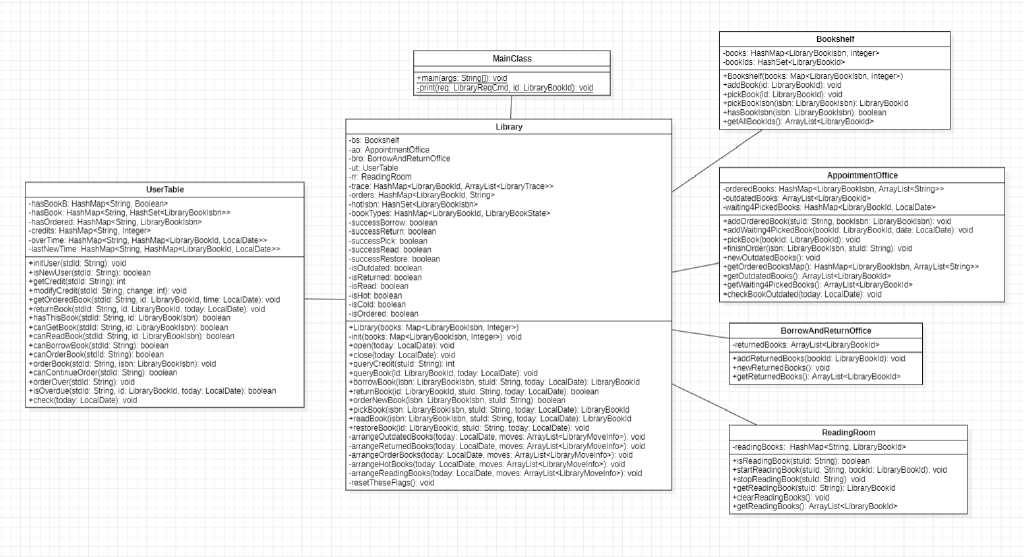 MainClass
+main(args: String[]): void
-print(req: LibraryReqCmd, id: LibraryBookId): void
Bookshelf
-books: HashMap<LibraryBookIsbn, Integer>
-bookIds: HashSet<LibraryBookId>
+Bookshelf(books: Map<LibraryBookIsbn, Integer>)
+addBook(id: LibraryBookId): void
+pickBook(id: LibraryBookId): void
+pickBookIsbn(isbn: LibraryBookIsbn): LibraryBookId
+hasBookIsbn(isbn: LibraryBookIsbn): boolean
+getAllBookIds(): ArrayList<LibraryBookId>
Library
-bs: Bookshelf
-ao: AppointmentOffice
-bro: BorrowAndReturnOffice
-ut: UserTable
-rr: ReadingRoom
-trace: HashMap<LibraryBookId, ArrayList<LibraryTrace>>
-orders: HashMap<LibraryBookId, String>
-hotIsbn: HashSet<LibraryBookIsbn>
-bookTypes: HashMap<LibraryBookId, LibraryBookState>
-successBorrow: boolean
-successReturn: boolean
-successPick: boolean
-successRead: boolean
-successRestore: boolean
-isOutdated: boolean
-isReturned: boolean
-isRead: boolean
-isHot: boolean
-isCold: boolean
-isOrdered: boolean
+Library(books: Map<LibraryBookIsbn, Integer>)
-init(books: Map<LibraryBookIsbn, Integer>): void
+open(today: LocalDate): void
+close(today: LocalDate): void
+queryCredit(stuId: String): int
+queryBook(id: LibraryBookId, today: LocalDate): void
+borrowBook(isbn: LibraryBookIsbn, stuId: String, today: LocalDate): LibraryBookId
+returnBook(id: LibraryBookId, stuId: String, today: LocalDate): void
+orderNewBook(isbn: LibraryBookIsbn, stuId: String): boolean
+pickBook(isbn: LibraryBookIsbn, stuId: String, today: LocalDate): LibraryBookId
+readBook(isbn: LibraryBookIsbn, stuId: String, today: LocalDate): LibraryBookId
+restoreBook(id: LibraryBookId, stuId: String, today: LocalDate): void
-arrangeOutdatedBooks(today: LocalDate, moves: ArrayList<LibraryMoveInfo>): void
-arrangeReturnedBooks(today: LocalDate, moves: ArrayList<LibraryMoveInfo>): void
-arrangeOrderBooks(today: LocalDate, moves: ArrayList<LibraryMoveInfo>): void
-arrangeHotBooks(today: LocalDate, moves: ArrayList<LibraryMoveInfo>): void
-arrangeReadingBooks(today: LocalDate, moves: ArrayList<LibraryMoveInfo>): void
-resetTheseFlags(): void
UserTable
-hasBookB: HashMap<String, Boolean>
-hasBook: HashMap<String, HashSet<LibraryBookIsbn>>
-hasOrdered: HashMap<String, LibraryBookIsbn>
-credits: HashMap<String, Integer>
-overTime: HashMap<String, HashMap<LibraryBookId, LocalDate>>
-lastNewTime: HashMap<String, HashMap<LibraryBookId, LocalDate>>
+initUser(stdId: String): void
+isNewUser(stdId: String): boolean
+getCredit(stdId: String): int
+modifyCredit(stdId: String, change: int): void
+getOrderedBook(stdId: String, id: LibraryBookId, time: LocalDate): void
+returnBook(stdId: String, id: LibraryBookId, today: LocalDate): void
+hasThisBook(stdId: String, id: LibraryBookIsbn): boolean
+canGetBook(stdId: String, id: LibraryBookIsbn): boolean
+canReadBook(stdId: String, id: LibraryBookIsbn): boolean
+canBorrowBook(stdId: String, id: LibraryBookIsbn): boolean
+canOrderBook(stdId: String, id: LibraryBookIsbn): boolean
+orderBook(stdId: String, isbn: LibraryBookIsbn): void
+canContinueOrder(stdId: String): boolean
+orderOver(stdId: String): void
+isOverdue(stdId: String, id: LibraryBookId, today: LocalDate): boolean
+check(today: LocalDate): void
AppointmentOffice
-orderedBooks: HashMap<LibraryBookIsbn, ArrayList<String>>
-outdatedBooks: ArrayList<LibraryBookId>
-waiting4PickedBooks: HashMap<LibraryBookId, LocalDate>
+addOrderedBook(stuId: String, bookIsbn: LibraryBookIsbn): void
+addWaiting4PickedBook(bookId: LibraryBookId, date: LocalDate): void
+pickBook(bookId: LibraryBookId): void
+finishOrder(isbn: LibraryBookIsbn, stuId: String): void
+newOutdatedBooks(): void
+getOrderedBooksMap(): HashMap<LibraryBookIsbn, ArrayList<String>>
+getOutdatedBooks(): ArrayList<LibraryBookId>
+getWaiting4PickedBooks(): ArrayList<LibraryBookId>
+checkBookOutdated(today: LocalDate): void
BorrowAndReturnOffice
-returnedBooks: ArrayList<LibraryBookId>
+addReturnedBooks(bookId: LibraryBookId): void
+newReturnedBooks(): void
+getReturnedBooks(): ArrayList<LibraryBookId>
ReadingRoom
-readingBooks: HashMap<String, LibraryBookId>
+isReadingBook(stuId: String): boolean
+startReadingBook(stuId: String, bookId: LibraryBookId): void
+stopReadingBook(stuId: String): void
+getReadingBook(stuId: String): LibraryBookId
+clearReadingBooks(): void
+getReadingBooks(): ArrayList<LibraryBookId>